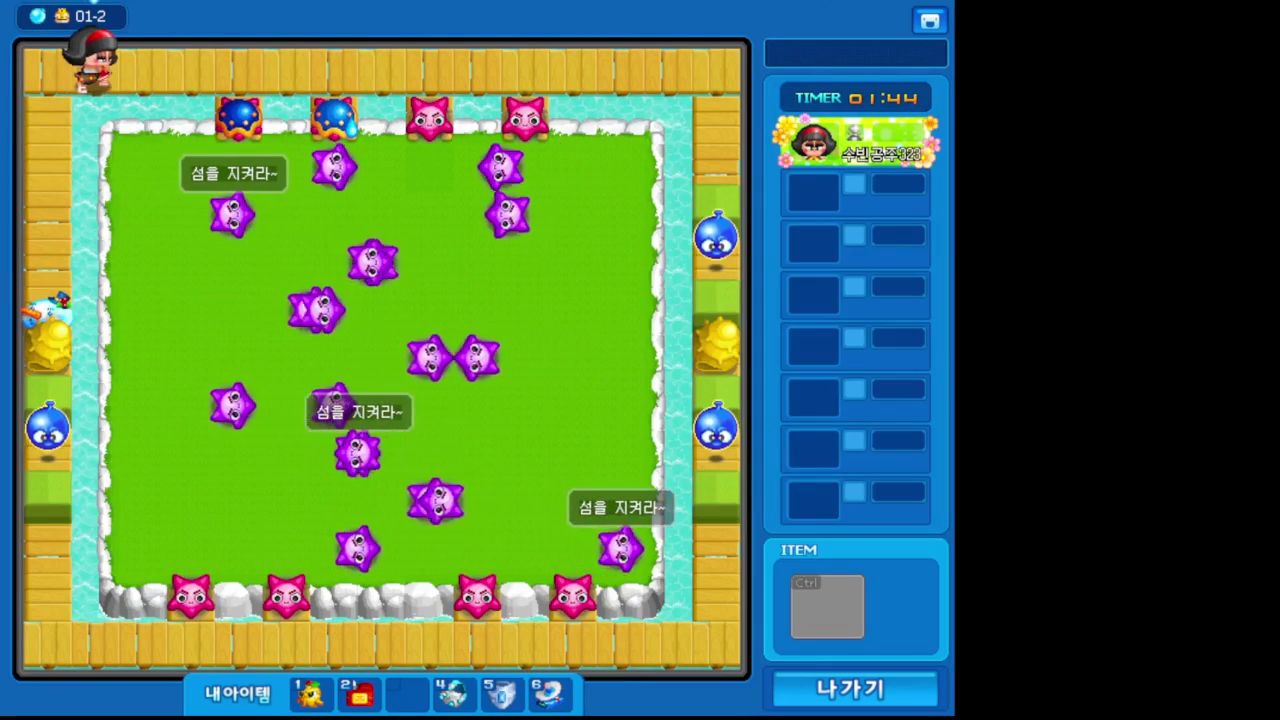 01-2
TIMER 01:44
수빈공주323
섬을 지켜라~
섬을 지켜라~
섬을 지켜라~
ITEM
Ctrl
나가기
내아이템
1
2
4
5
6